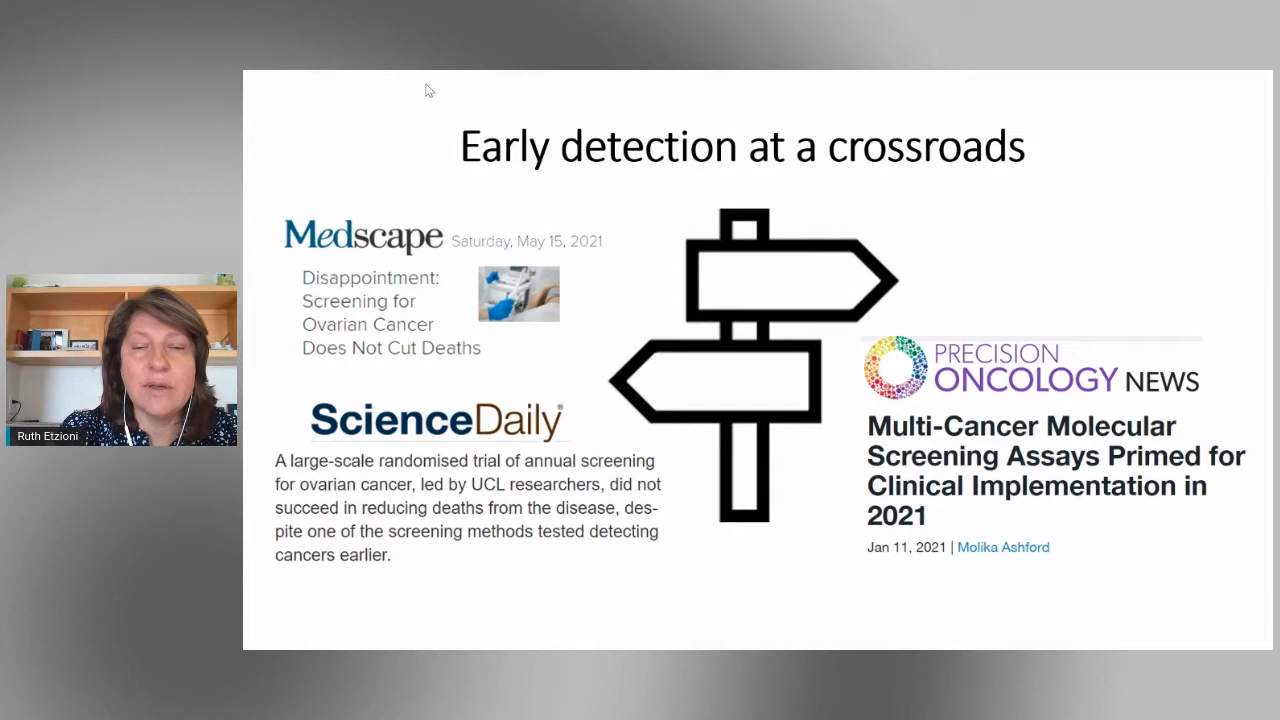 Early detection at a crossroads
Medscape Saturday, May 15, 2021
Disappointment:
Screening for
Ovarian Cancer
Does Not Cut Deaths
ScienceDaily®
A large-scale randomised trial of annual screening
for ovarian cancer, led by UCL researchers, did not
succeed in reducing deaths from the disease, des-
pite one of the screening methods tested detecting
cancers earlier.
PRECISION
ONCOLOGY NEWS
Multi-Cancer Molecular
Screening Assays Primed for
Clinical Implementation in
2021
Jan 11, 2021 | Molika Ashford
Ruth Etzioni